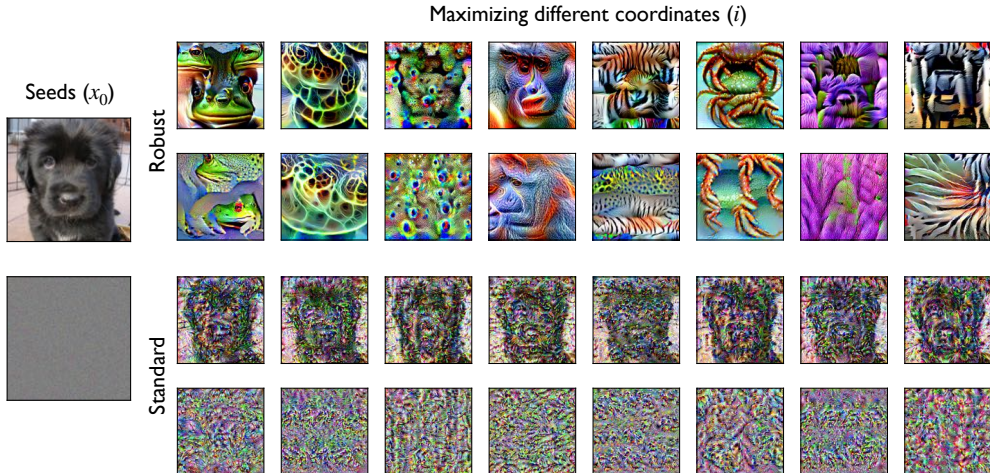 Maximizing different coordinates (i)
Seeds (x₀)
Robust
Standard